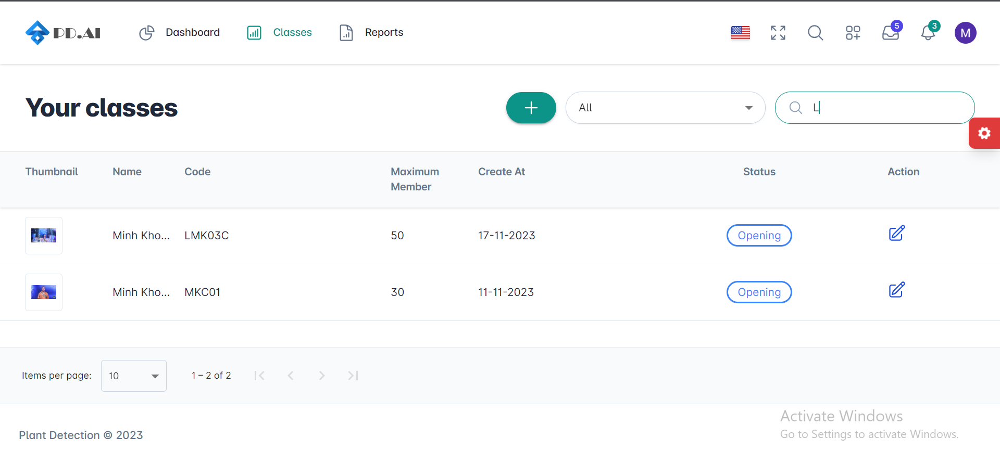 PD.AI Dashboard Classes Reports 5 3 M
Your classes All L
Thumbnail Name Code Maximum Member Create At Status Action
Minh Kho... LMK03C 50 17-11-2023 Opening
Minh Kho... MKC01 30 11-11-2023 Opening
Items per page: 10 1 – 2 of 2
Activate Windows
Go to Settings to activate Windows.
Plant Detection © 2023